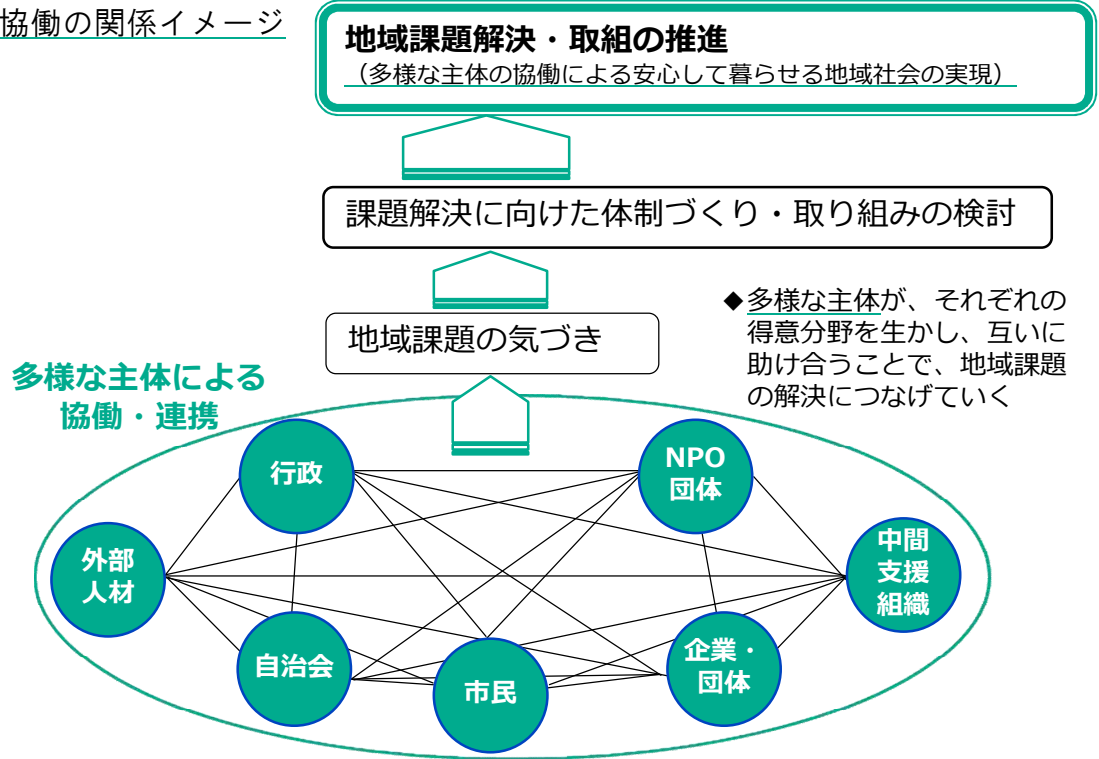 協働の関係イメージ
地域課題解決・取組の推進
（多様な主体の協働による安心して暮らせる地域社会の実現）
課題解決に向けた体制づくり・取り組みの検討
地域課題の気づき
◆多様な主体が、それぞれの
得意分野を生かし、互いに
助け合うことで、地域課題
の解決につなげていく
多様な主体による
協働・連携
行政
NPO
団体
外部
人材
中間
支援
組織
自治会
市民
企業・
団体